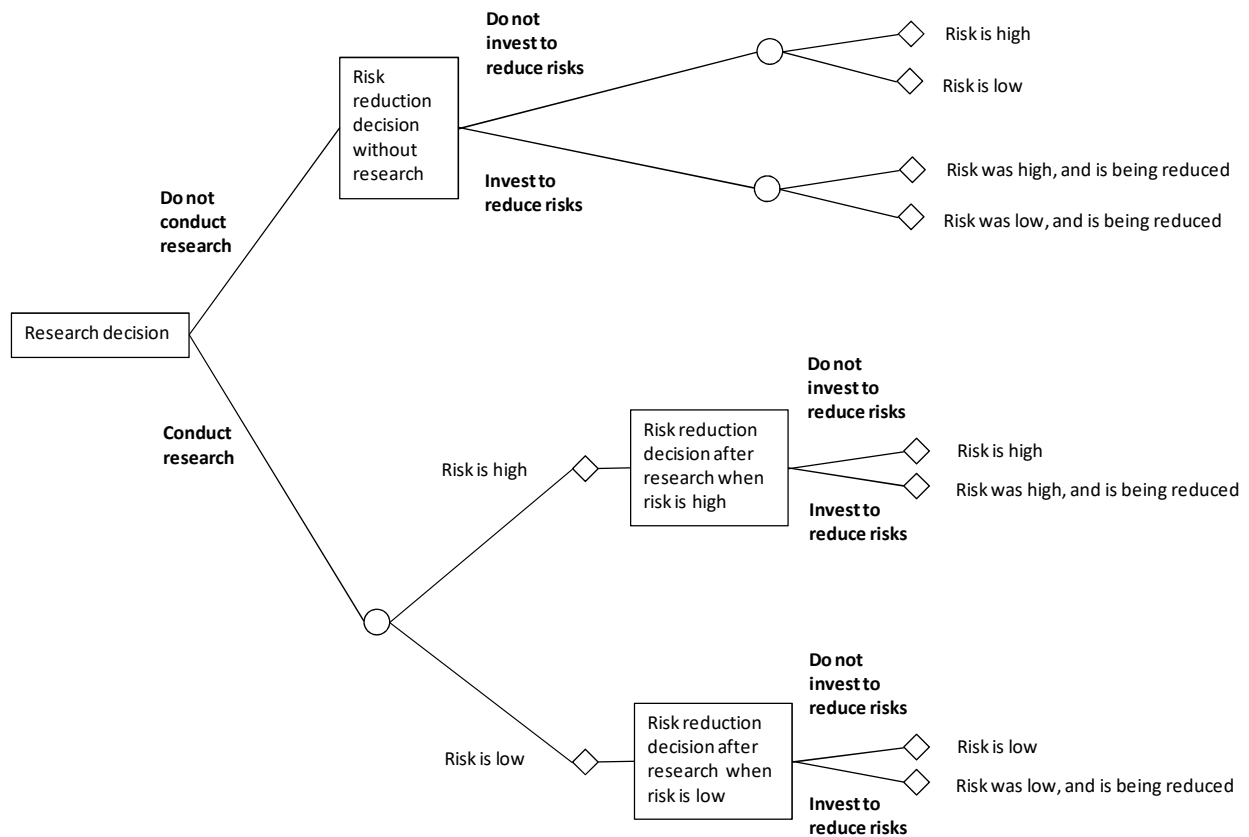 Do not
invest to
reduce risks
Risk is high
Risk
reduction
decision
without
research
Risk is low
Invest to
reduce risks
Risk was high, and is being reduced
Risk was low, and is being reduced
Do not
conduct
research
Research decision
Conduct
research
Do not
invest to
reduce risks
Risk is high
Risk reduction
decision after
research when
risk is high
Risk is high
Risk was high, and is being reduced
Invest to
reduce risks
Do not
invest to
reduce risks
Risk is low
Risk reduction
decision after
research when
risk is low
Risk is low
Risk was low, and is being reduced
Invest to
reduce risks